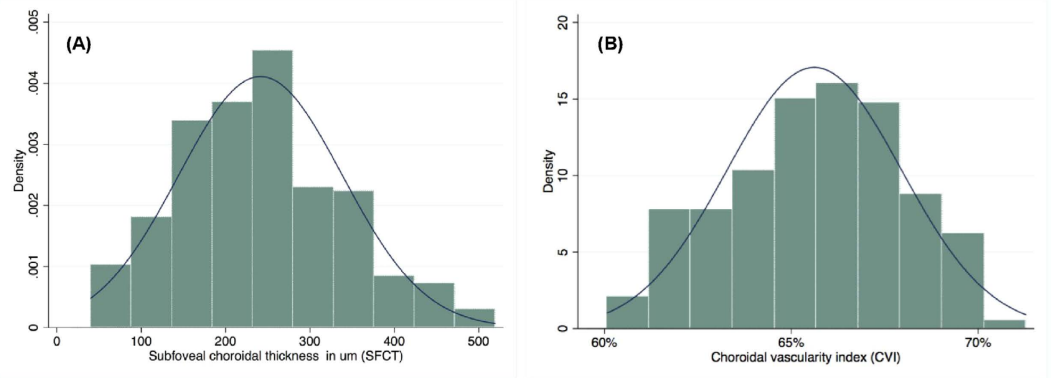 (A)
.005
.004
.003
.002
.001
0
Density
0 100 200 300 400 500
Subfoveal choroidal thickness in um (SFCT)
(B)
20
15
10
5
0
Density
60% 65% 70%
Choroidal vascularity index (CVI)